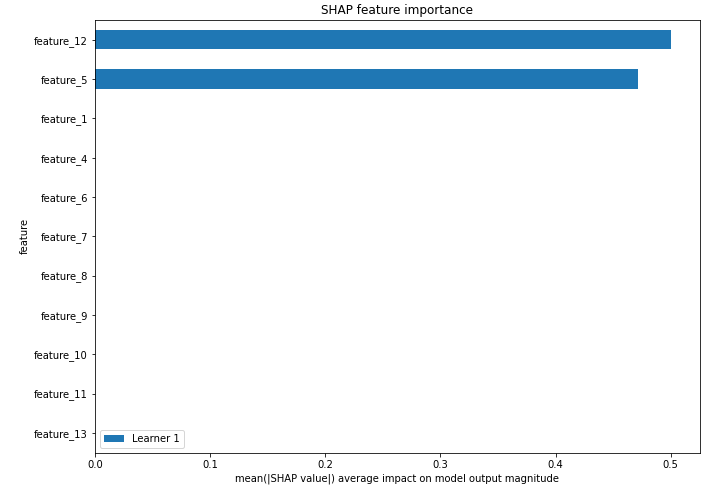 SHAP feature importance
feature_12
feature_5
feature_1
feature_4
feature_6
feature_7
feature_8
feature_9
feature_10
feature_11
feature_13
feature
Learner 1
0.0 0.1 0.2 0.3 0.4 0.5
mean(|SHAP value|) average impact on model output magnitude